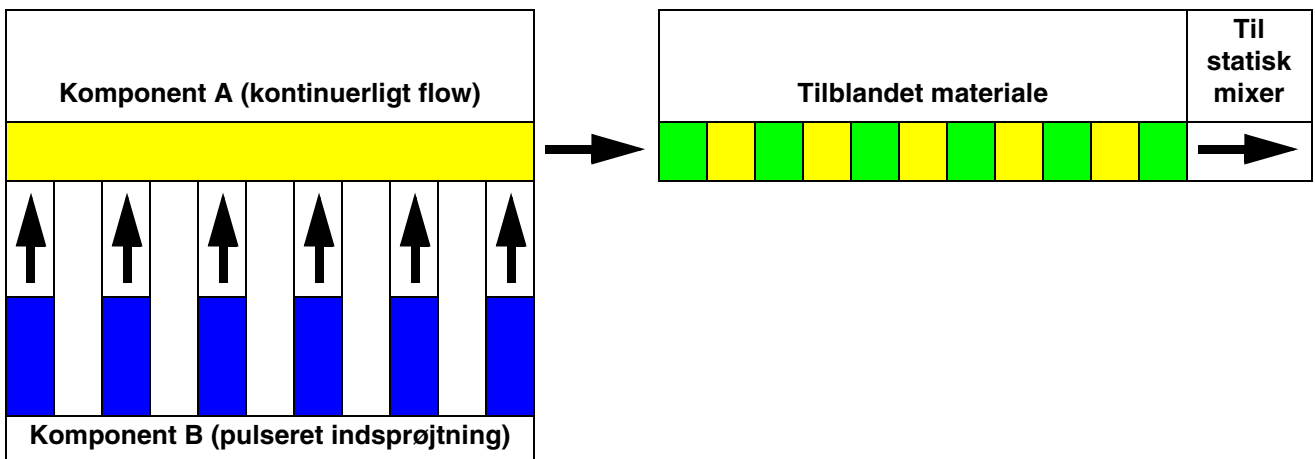 Komponent A (kontinuerligt flow)
Komponent B (pulseret indsprøjtning)
Tilblandet materiale
Til
statisk
mixer